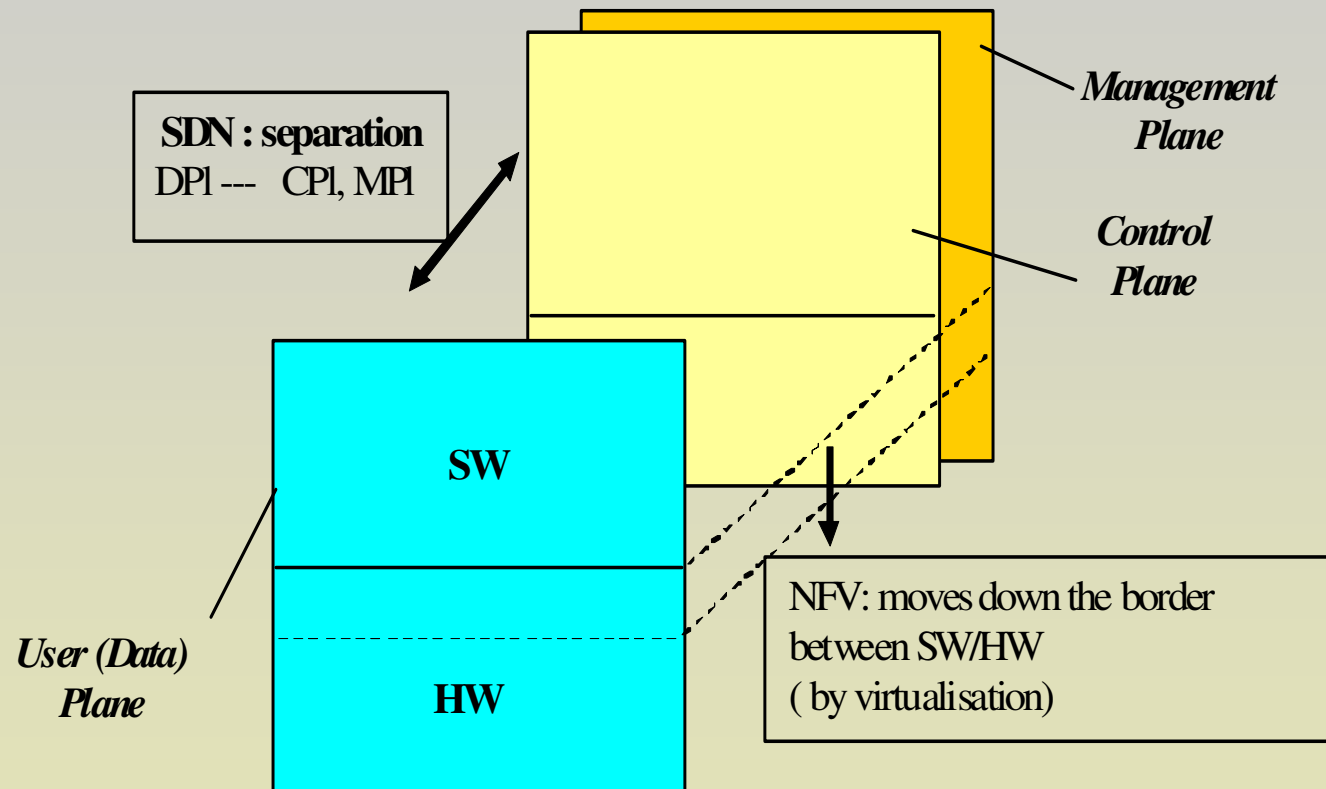 Management
Plane
SDN : separation
DPl --- CPl, MPl
Control
Plane
SW
NFV: moves down the border
between SW/HW
( by virtualisation)
User (Data)
Plane
HW